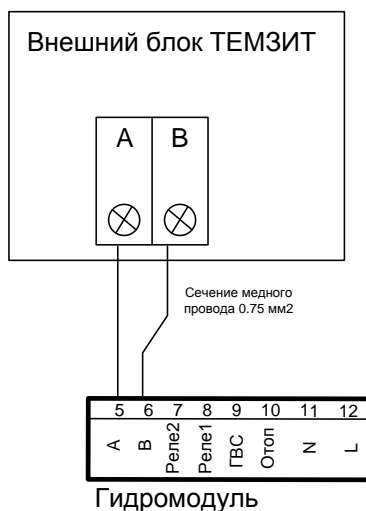 Внешний блок ТЕМЗИТ
A B
Сечение медного
провода 0.75 мм2
5 6 7 8 9 10 11 12
A B Реле2 Реле1 ГВС Отоп N L
Гидромодуль